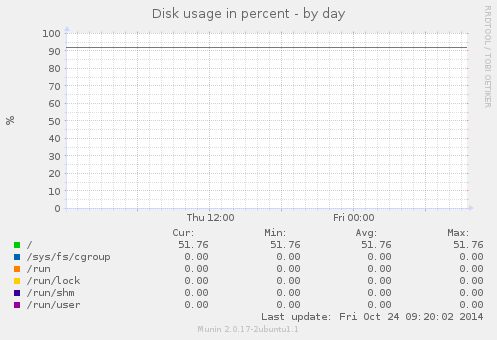 Disk usage in percent - by day
RRDTOOL / TOBI OETIKER
%
100
90
80
70
60
50
40
30
20
10
0
Thu 12:00 Fri 00:00
Cur: Min: Avg: Max:
/ 51.76 51.76 51.76 51.76
/sys/fs/cgroup 0.00 0.00 0.00 0.00
/run 0.00 0.00 0.00 0.00
/run/lock 0.00 0.00 0.00 0.00
/run/shm 0.00 0.00 0.00 0.00
/run/user 0.00 0.00 0.00 0.00
Last update: Fri Oct 24 09:20:02 2014
Munin 2.0.17-2ubuntu1.1